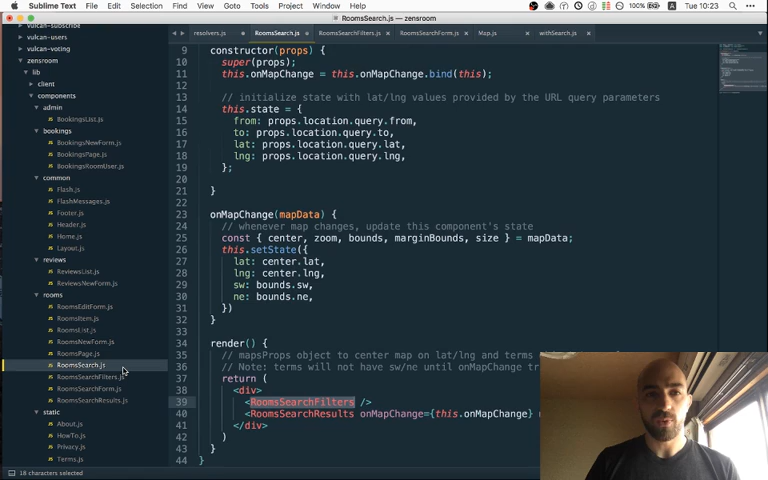 Sublime Text File Edit Selection Find View Goto Tools Project Window Help
100% Tue 10:23
RoomsSearch.js — zensroom
vulcan-subscribe
vulcan-users
vulcan-voting
zensroom
lib
client
components
admin
BookingsList.js
bookings
BookingsNewForm.js
BookingsPage.js
BookingsRoomUser.js
common
Flash.js
FlashMessages.js
Footer.js
Header.js
Home.js
Layout.js
reviews
ReviewsList.js
ReviewsNewForm.js
rooms
RoomsEditForm.js
RoomsItem.js
RoomsList.js
RoomsNewForm.js
RoomsPage.js
RoomsSearch.js
RoomsSearchFilters.js
RoomsSearchForm.js
RoomsSearchResults.js
static
About.js
HowTo.js
Privacy.js
Terms.js
resolvers.js RoomsSearch.js RoomsSearchFilters.js RoomsSearchForm.js Map.js withSearch.js
9 constructor(props) {
10 super(props);
11 this.onMapChange = this.onMapChange.bind(this);
12
13 // initialize state with lat/lng values provided by the URL query parameters
14 this.state = {
15 from: props.location.query.from,
16 to: props.location.query.to,
17 lat: props.location.query.lat,
18 lng: props.location.query.lng,
19 };
20
21 }
22
23 onMapChange(mapData) {
24 // whenever map changes, update this component's state
25 const { center, zoom, bounds, marginBounds, size } = mapData;
26 this.setState({
27 lat: center.lat,
28 lng: center.lng,
29 sw: bounds.sw,
30 ne: bounds.ne,
31 })
32 }
33
34 render() {
35 // mapsProps object to center map on lat/lng and terms
36 // Note: terms will not have sw/ne until onMapChange tr
37 return (
38 <div>
39 <RoomsSearchFilters />
40 <RoomsSearchResults onMapChange={this.onMapChange}
41 </div>
42 )
43 }
44 }
18 characters selected